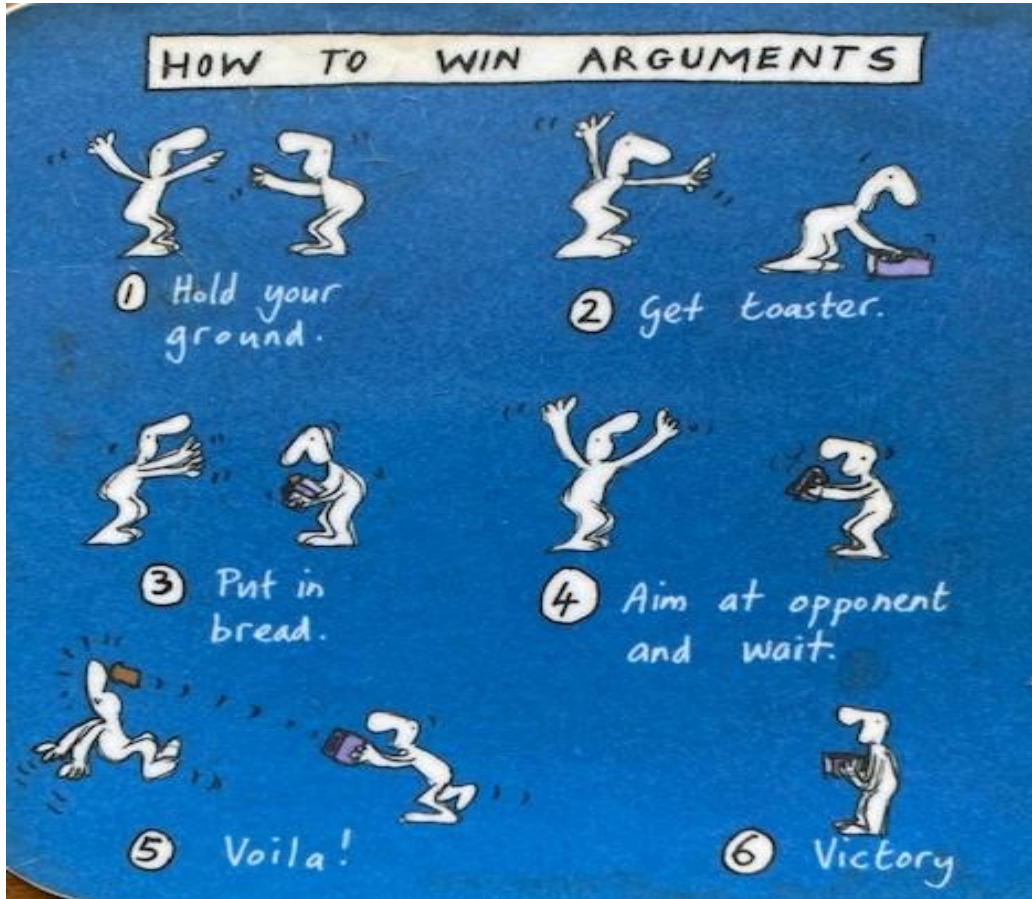 HOW TO WIN ARGUMENTS
1 Hold your
ground.
2 Get toaster.
3 Put in
bread.
4 Aim at opponent
and wait.
5 Voila!
6 Victory